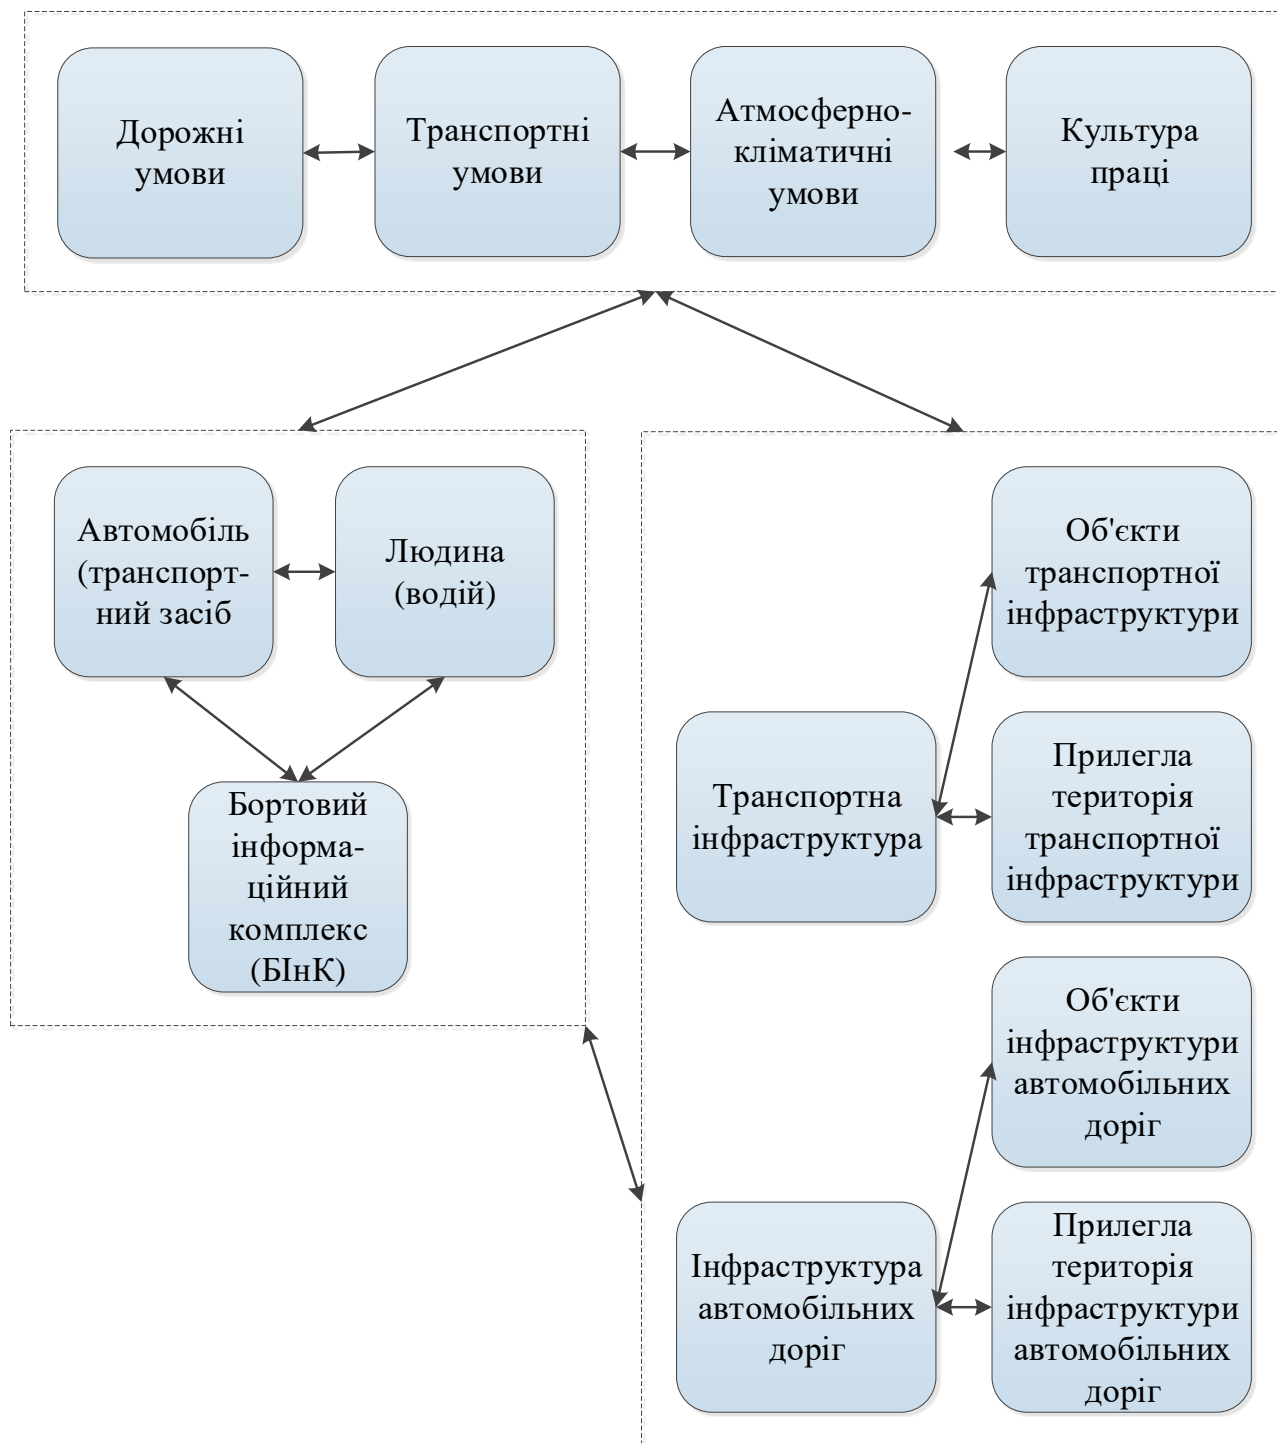 Дорожні
умови
Транспортні
умови
Атмосферно-
кліматичні
умови
Культура
праці
Автомобіль
(транспорт-
ний засіб
Людина
(водій)
Бортовий
інформа-
ційний
комплекс
(БІнК)
Об'єкти
транспортної
інфраструктури
Транспортна
інфраструктура
Прилегла
територія
транспортної
інфраструктури
Об'єкти
інфраструктури
автомобільних
доріг
Інфраструктура
автомобільних
доріг
Прилегла
територія
інфраструктури
автомобільних
доріг